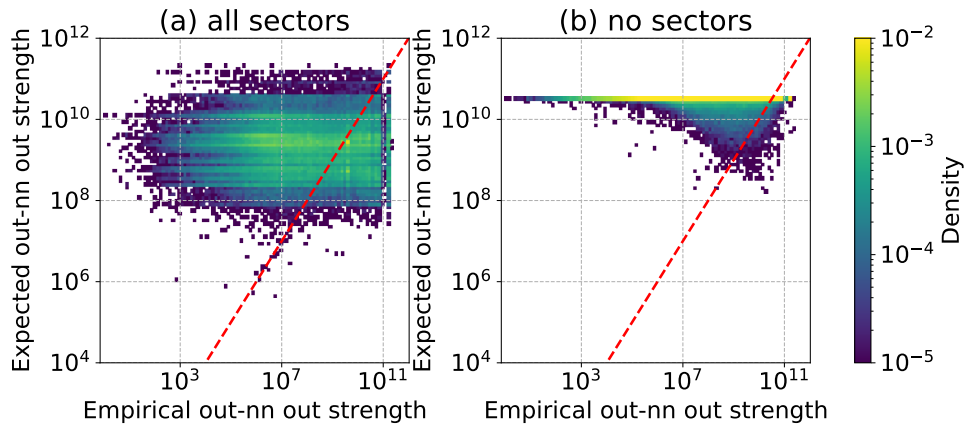 (a) all sectors
(b) no sectors
Expected out-nn out strength
10^12
10^10
10^8
10^6
10^4
10^3
10^7
10^11
Empirical out-nn out strength
Expected out-nn out strength
10^12
10^10
10^8
10^6
10^4
10^3
10^7
10^11
Empirical out-nn out strength
10^-2
10^-3
10^-4
10^-5
Density